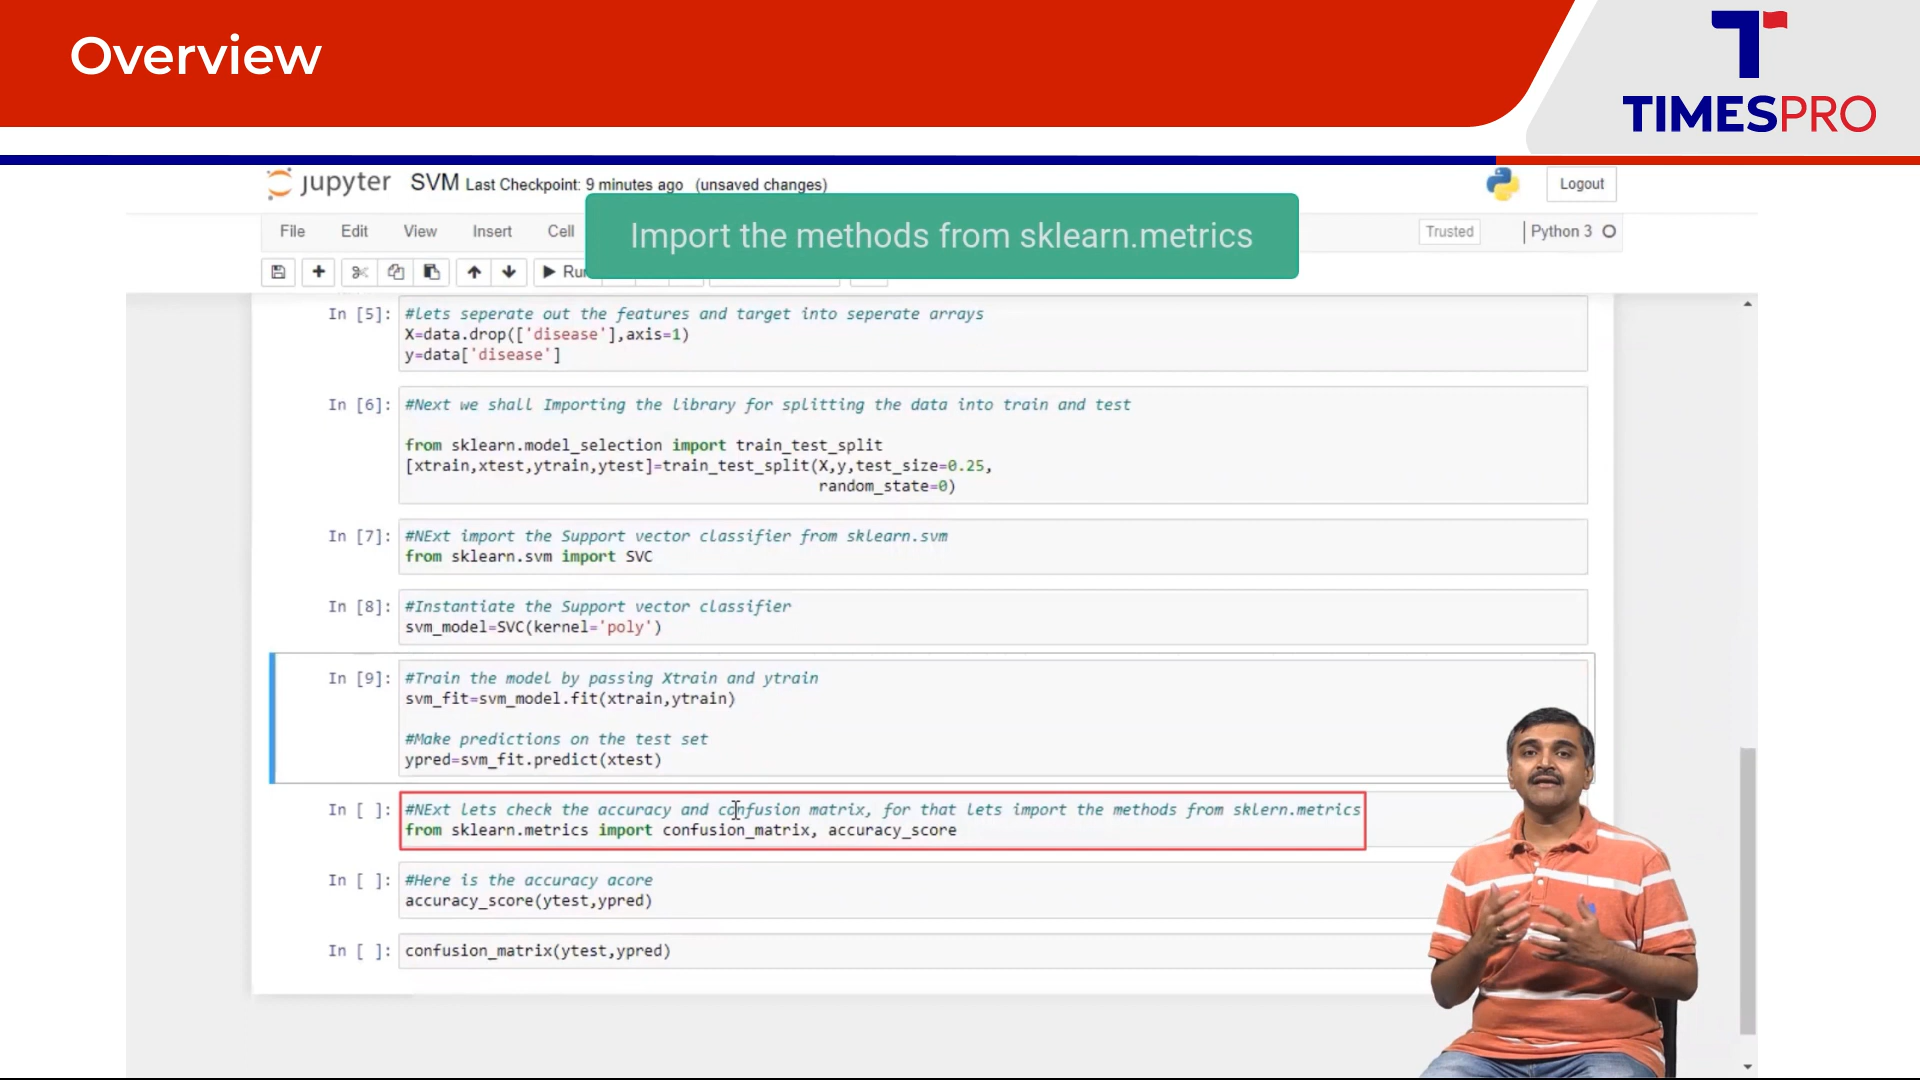 Overview
TIMESPRO
jupyter SVM Last Checkpoint: 9 minutes ago (unsaved changes)
Logout
Import the methods from sklearn.metrics
File Edit View Insert Cell
Trusted
Python 3
In [5]:
#lets seperate out the features and target into seperate arrays
X=data.drop(['disease'],axis=1)
y=data['disease']
In [6]:
#Next we shall Importing the library for splitting the data into train and test
from sklearn.model_selection import train_test_split
[xtrain,xtest,ytrain,ytest]=train_test_split(X,y,test_size=0.25,
random_state=0)
In [7]:
#NExt import the Support vector classifier from sklearn.svm
from sklearn.svm import SVC
In [8]:
#Instantiate the Support vector classifier
svm_model=SVC(kernel='poly')
In [9]:
#Train the model by passing Xtrain and ytrain
svm_fit=svm_model.fit(xtrain,ytrain)
#Make predictions on the test set
ypred=svm_fit.predict(xtest)
In [ ]:
#NExt lets check the accuracy and confusion matrix, for that lets import the methods from sklern.metrics
from sklearn.metrics import confusion_matrix, accuracy_score
In [ ]:
#Here is the accuracy acore
accuracy_score(ytest,ypred)
In [ ]:
confusion_matrix(ytest,ypred)